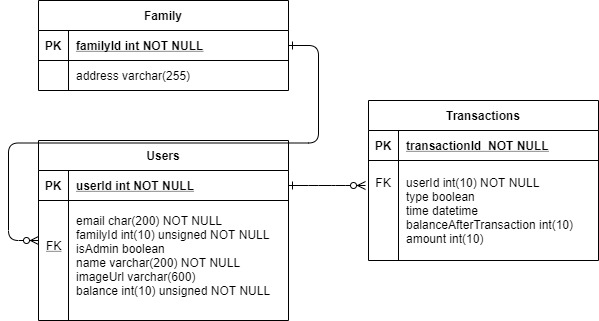 Family
PK familyId int NOT NULL
address varchar(255)
Users
PK userId int NOT NULL
email char(200) NOT NULL
familyId int(10) unsigned NOT NULL
FK isAdmin boolean
name varchar(200) NOT NULL
imageUrl varchar(600)
balance int(10) unsigned NOT NULL
Transactions
PK transactionId  NOT NULL
FK userId int(10) NOT NULL
type boolean
time datetime
balanceAfterTransaction int(10)
amount int(10)